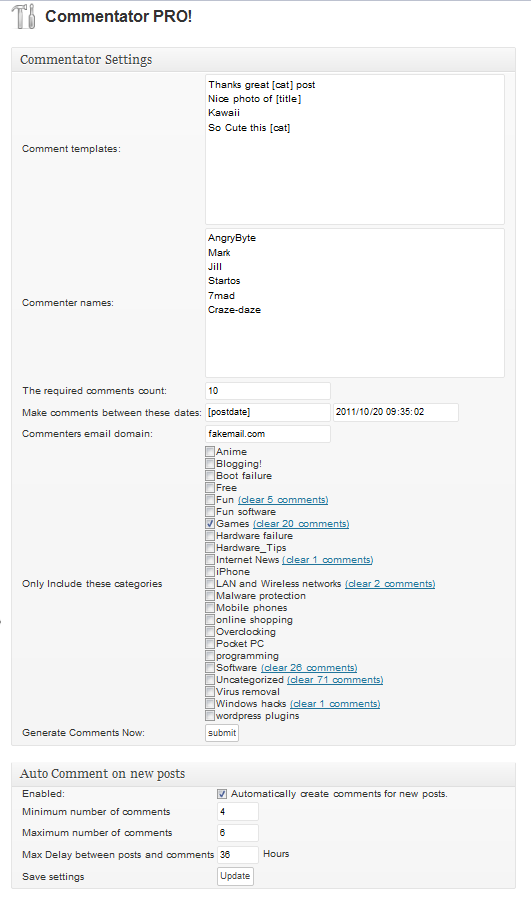 Commentator PRO!
Commentator Settings
Comment templates:
Thanks great [cat] post
Nice photo of [title]
Kawaii
So Cute this [cat]
Commenter names:
AngryByte
Mark
Jill
Startos
7mad
Craze-daze
The required comments count: 10
Make comments between these dates: [postdate] 2011/10/20 09:35:02
Commenters email domain: fakemail.com
Only Include these categories
Anime
Blogging!
Boot failure
Free
Fun (clear 5 comments)
Fun software
Games (clear 20 comments)
Hardware failure
Hardware_Tips
Internet News (clear 1 comments)
iPhone
LAN and Wireless networks (clear 2 comments)
Malware protection
Mobile phones
online shopping
Overclocking
Pocket PC
programming
Software (clear 26 comments)
Uncategorized (clear 71 comments)
Virus removal
Windows hacks (clear 1 comments)
wordpress plugins
Generate Comments Now: submit
Auto Comment on new posts
Enabled: Automatically create comments for new posts.
Minimum number of comments 4
Maximum number of comments 6
Max Delay between posts and comments 36 Hours
Save settings Update